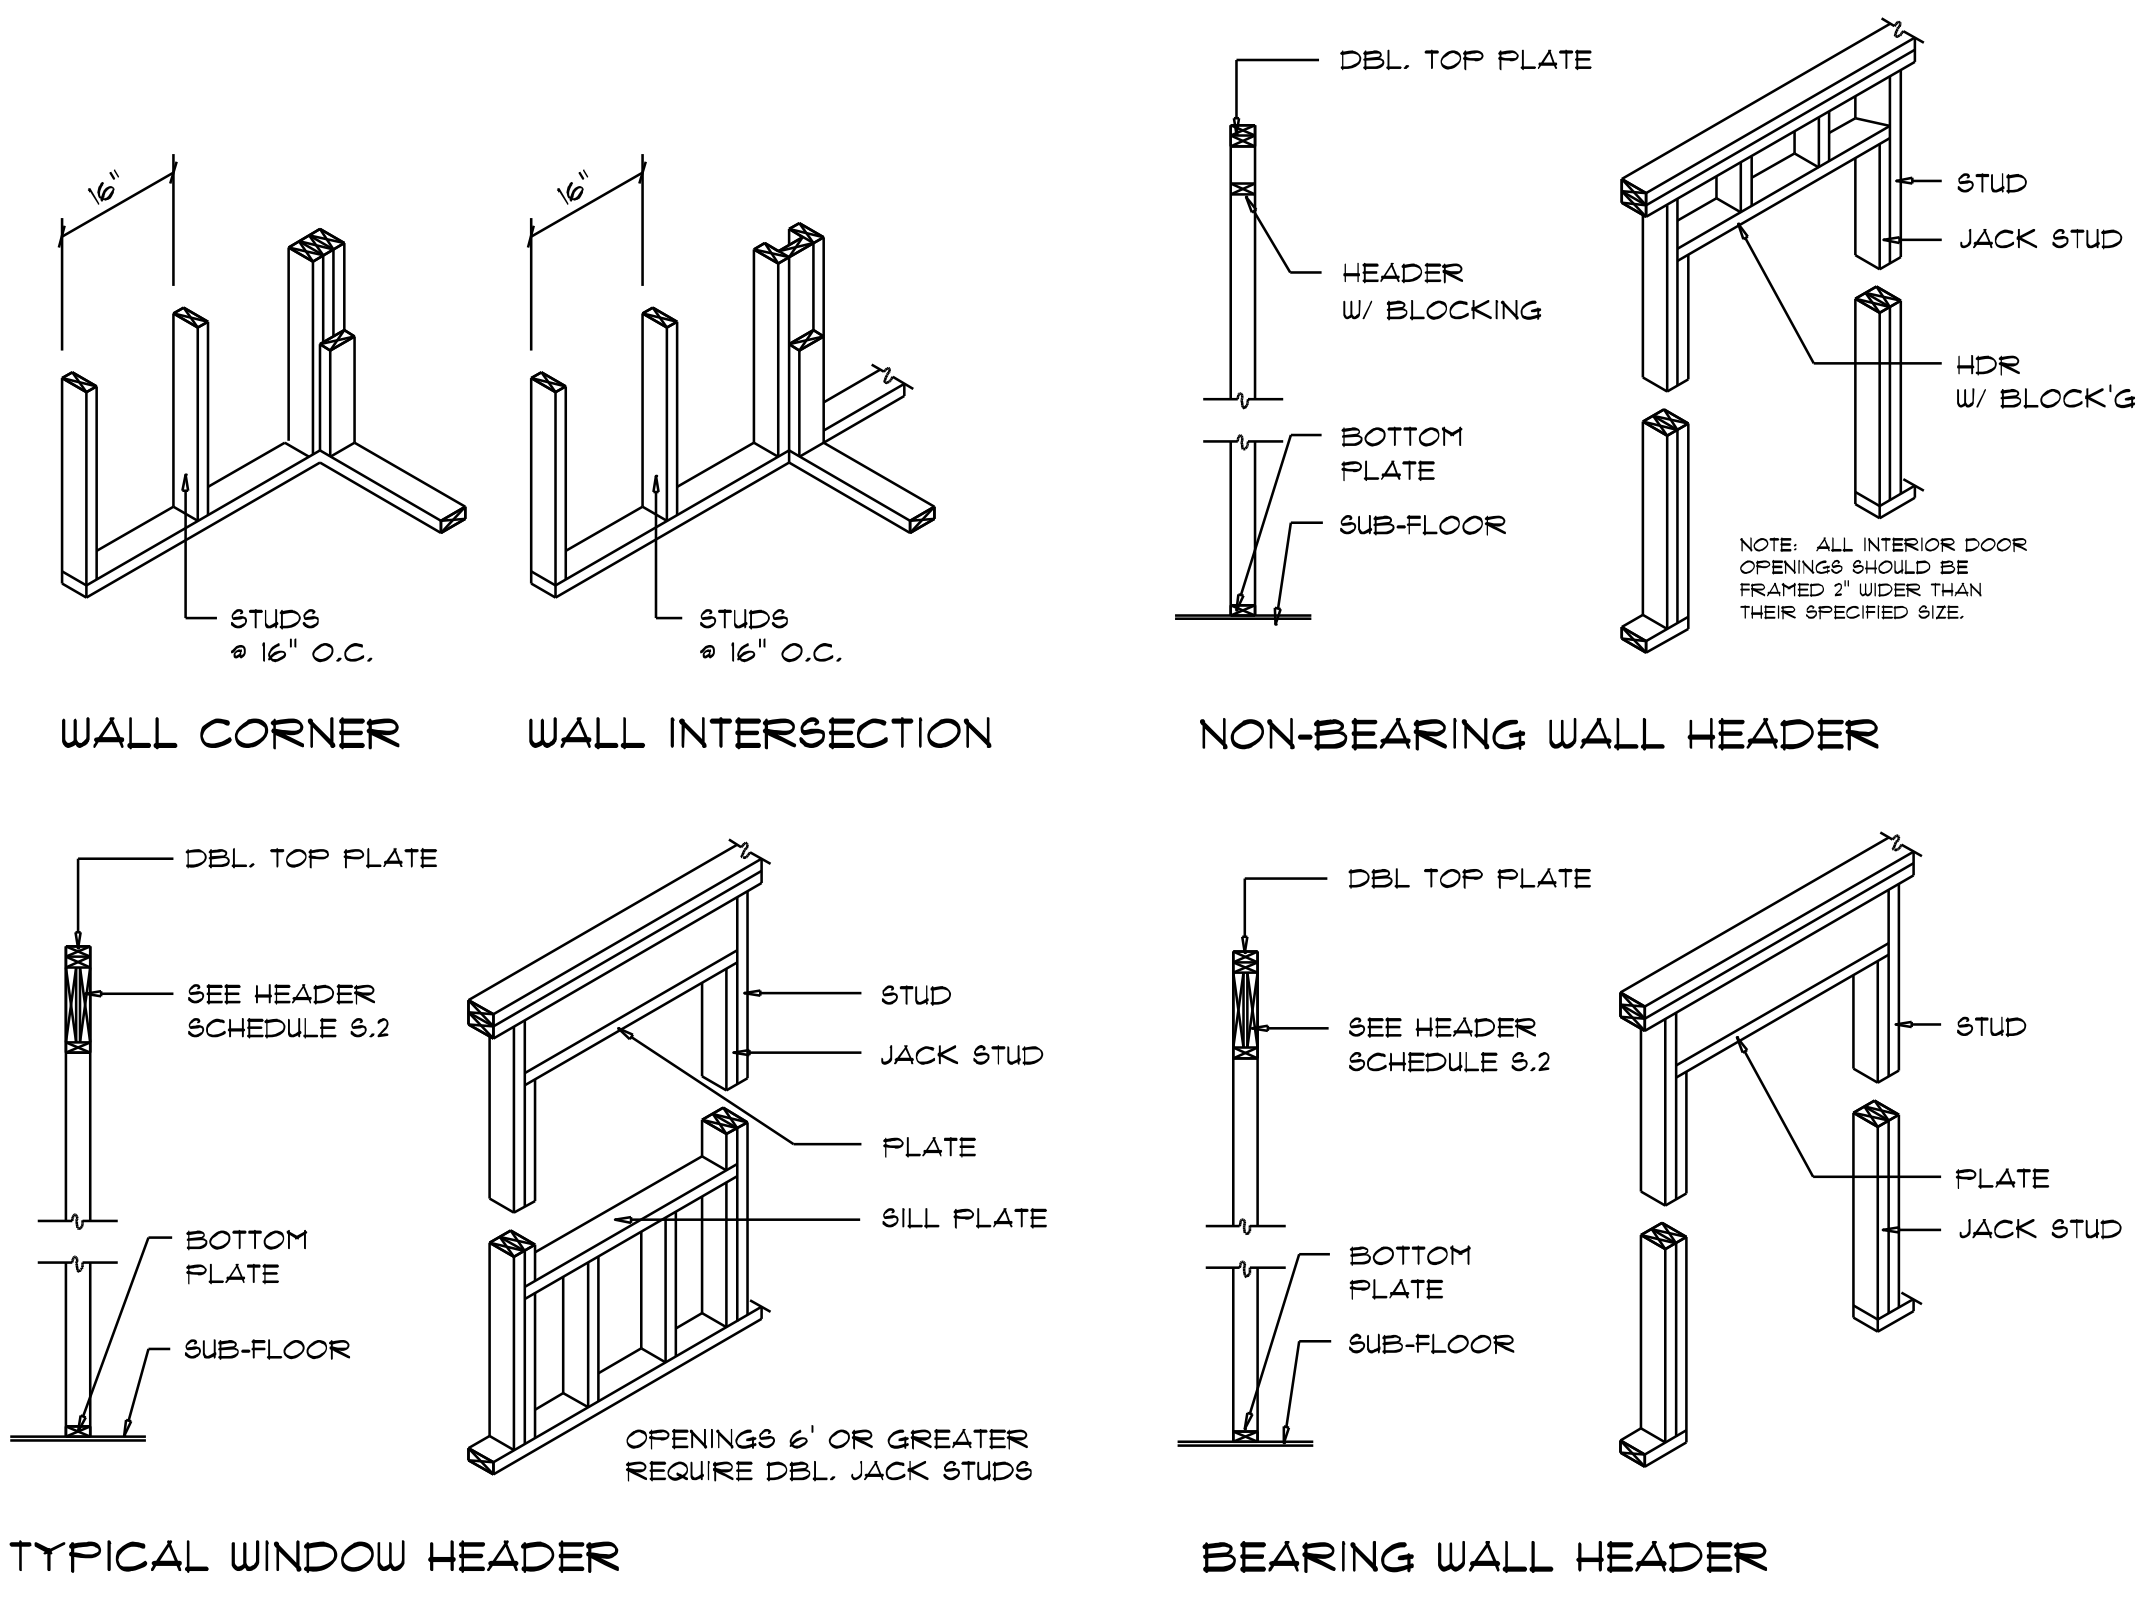 16"
STUDS
@ 16" O.C.
WALL CORNER
16"
STUDS
@ 16" O.C.
WALL INTERSECTION
DBL. TOP PLATE
HEADER
W/ BLOCKING
BOTTOM
PLATE
SUB-FLOOR
STUD
JACK STUD
HDR
W/ BLOCK'G
NOTE: ALL INTERIOR DOOR
OPENINGS SHOULD BE
FRAMED 2" WIDER THAN
THEIR SPECIFIED SIZE.
NON-BEARING WALL HEADER
DBL. TOP PLATE
SEE HEADER
SCHEDULE S.2
BOTTOM
PLATE
SUB-FLOOR
STUD
JACK STUD
PLATE
SILL PLATE
OPENINGS 6' OR GREATER
REQUIRE DBL. JACK STUDS
TYPICAL WINDOW HEADER
DBL TOP PLATE
SEE HEADER
SCHEDULE S.2
BOTTOM
PLATE
SUB-FLOOR
STUD
PLATE
JACK STUD
BEARING WALL HEADER